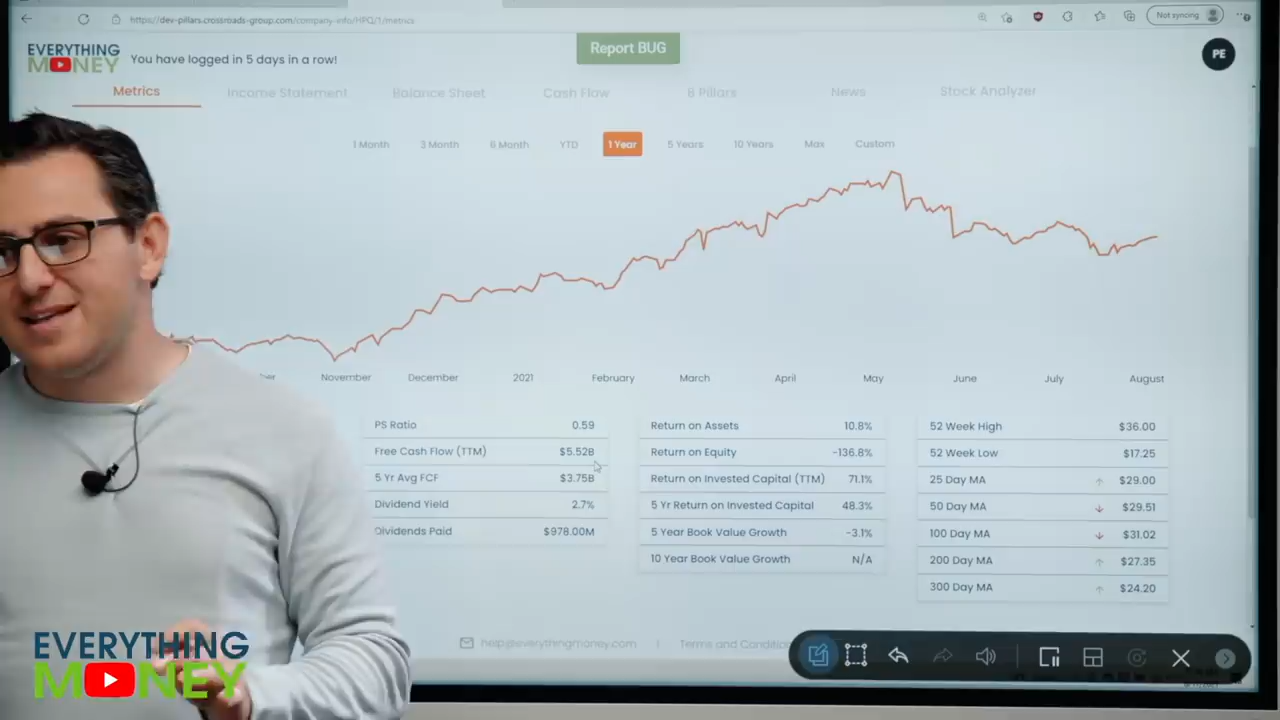 https://dev-pillars.crossroads-group.com/company-info/HPQ/1/metrics
Not syncing
EVERYTHING
MONEY
You have logged in 5 days in a row!
Report BUG
PE
Metrics
Income Statement
Balance Sheet
Cash Flow
8 Pillars
News
Stock Analyzer
1 Month
3 Month
6 Month
YTD
1 Year
5 Years
10 Years
Max
Custom
November
December
2021
February
March
April
May
June
July
August
PS Ratio 0.59
Free Cash Flow (TTM) $5.52B
5 Yr Avg FCF $3.75B
Dividend Yield 2.7%
Dividends Paid $978.00M
Return on Assets 10.8%
Return on Equity -136.8%
Return on Invested Capital (TTM) 71.1%
5 Yr Return on Invested Capital 48.3%
5 Year Book Value Growth -3.1%
10 Year Book Value Growth N/A
52 Week High $36.00
52 Week Low $17.25
25 Day MA ↑ $29.00
50 Day MA ↓ $29.51
100 Day MA ↓ $31.02
200 Day MA ↑ $27.35
300 Day MA ↑ $24.20
help@everythingmoney.com
Terms and
EVERYTHING
MONEY